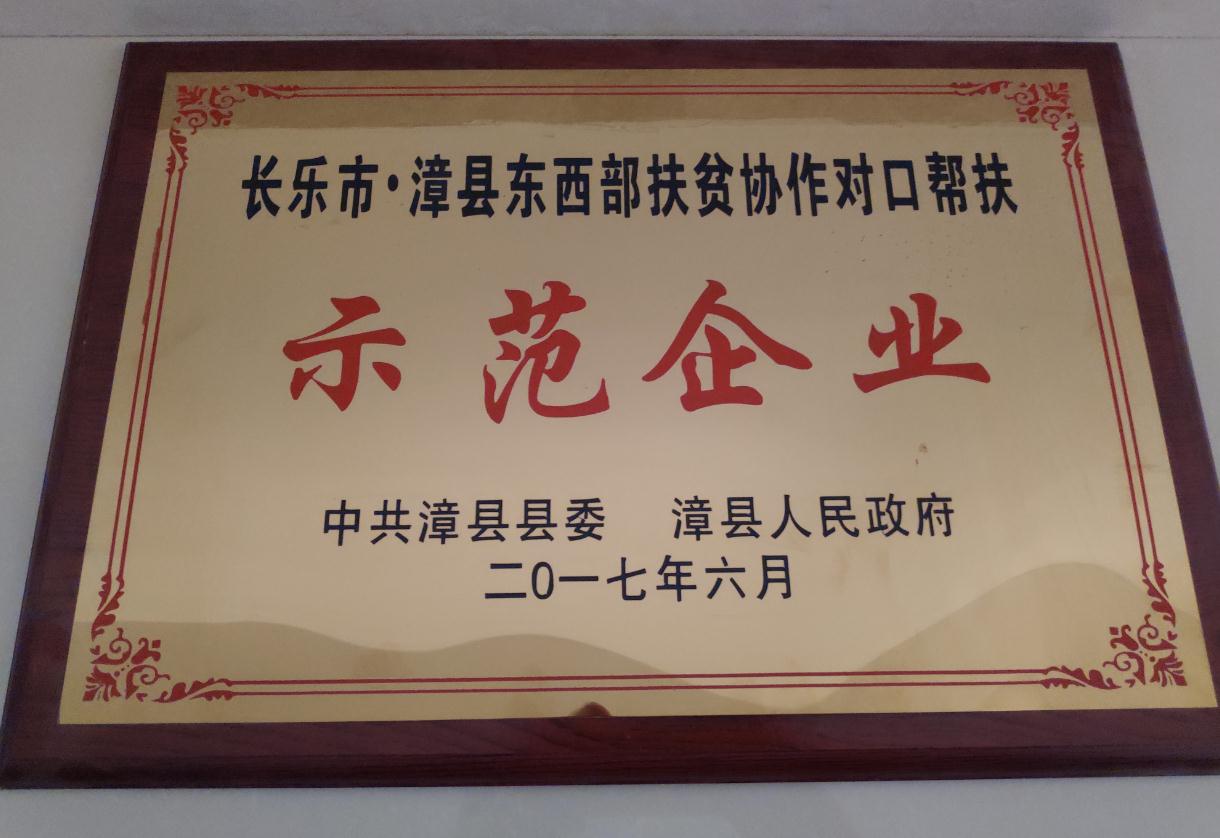 长乐市·漳县东西部扶贫协作对口帮扶
示范企业
中共漳县县委 漳县人民政府
二0一七年六月